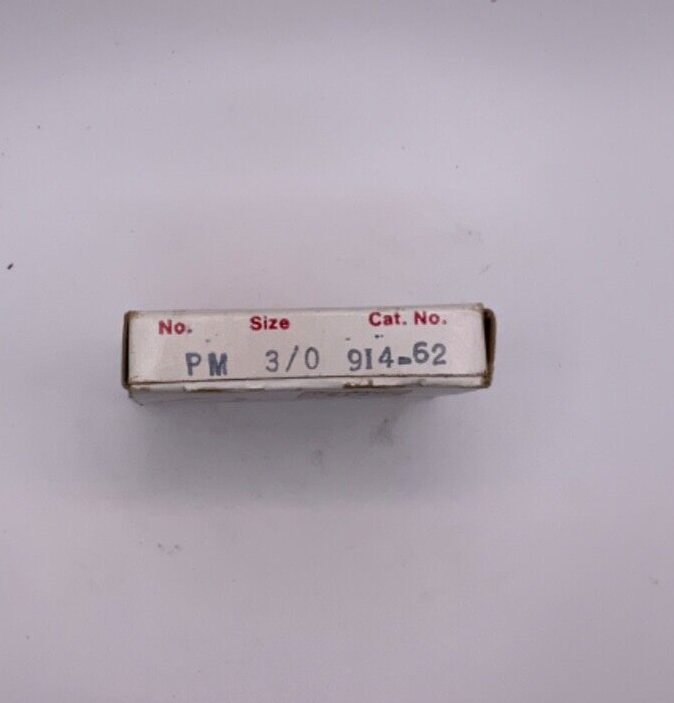 No. Size Cat. No.
PM 3/0 914-62